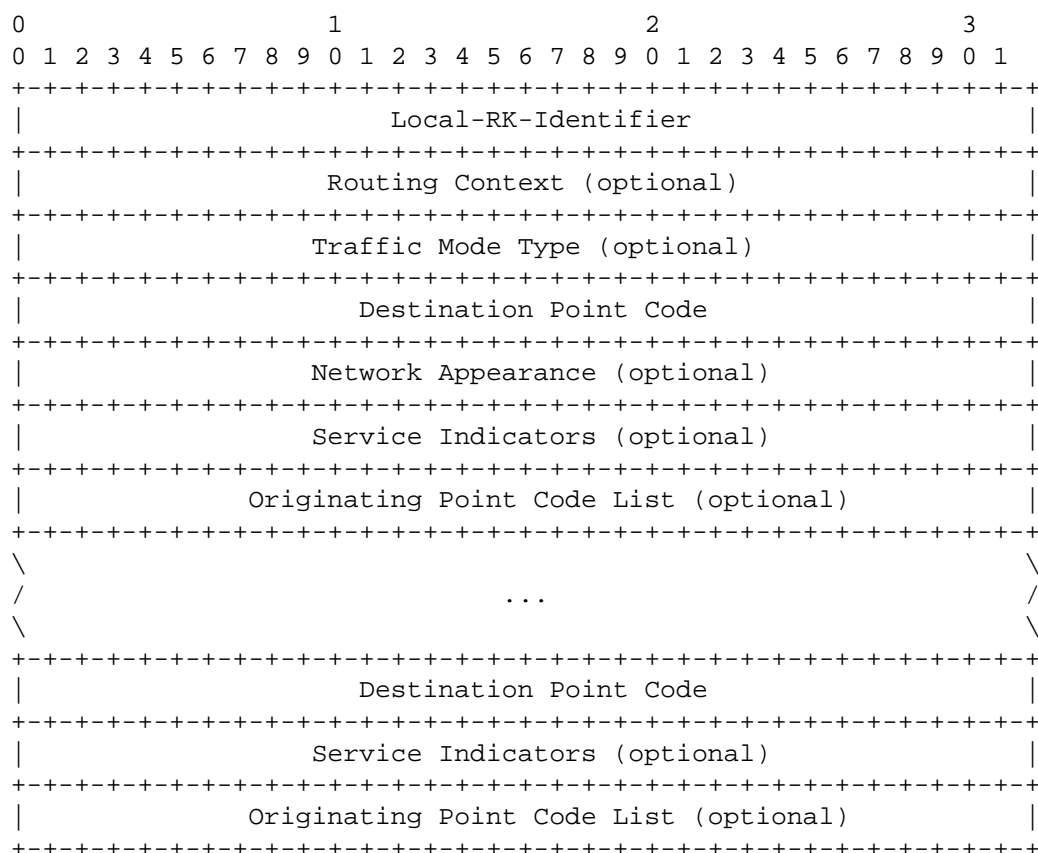 0                   1                   2                   3
0 1 2 3 4 5 6 7 8 9 0 1 2 3 4 5 6 7 8 9 0 1 2 3 4 5 6 7 8 9 0 1
+-+-+-+-+-+-+-+-+-+-+-+-+-+-+-+-+-+-+-+-+-+-+-+-+-+-+-+-+-+-+-+-+
|                       Local-RK-Identifier                     |
+-+-+-+-+-+-+-+-+-+-+-+-+-+-+-+-+-+-+-+-+-+-+-+-+-+-+-+-+-+-+-+-+
|                   Routing Context (optional)                  |
+-+-+-+-+-+-+-+-+-+-+-+-+-+-+-+-+-+-+-+-+-+-+-+-+-+-+-+-+-+-+-+-+
|                  Traffic Mode Type (optional)                 |
+-+-+-+-+-+-+-+-+-+-+-+-+-+-+-+-+-+-+-+-+-+-+-+-+-+-+-+-+-+-+-+-+
|                     Destination Point Code                    |
+-+-+-+-+-+-+-+-+-+-+-+-+-+-+-+-+-+-+-+-+-+-+-+-+-+-+-+-+-+-+-+-+
|                  Network Appearance (optional)                |
+-+-+-+-+-+-+-+-+-+-+-+-+-+-+-+-+-+-+-+-+-+-+-+-+-+-+-+-+-+-+-+-+
|                  Service Indicators (optional)                |
+-+-+-+-+-+-+-+-+-+-+-+-+-+-+-+-+-+-+-+-+-+-+-+-+-+-+-+-+-+-+-+-+
|              Originating Point Code List (optional)           |
+-+-+-+-+-+-+-+-+-+-+-+-+-+-+-+-+-+-+-+-+-+-+-+-+-+-+-+-+-+-+-+-+
\                                                               \
/                              ...                              /
\                                                               \
+-+-+-+-+-+-+-+-+-+-+-+-+-+-+-+-+-+-+-+-+-+-+-+-+-+-+-+-+-+-+-+-+
|                     Destination Point Code                    |
+-+-+-+-+-+-+-+-+-+-+-+-+-+-+-+-+-+-+-+-+-+-+-+-+-+-+-+-+-+-+-+-+
|                  Service Indicators (optional)                |
+-+-+-+-+-+-+-+-+-+-+-+-+-+-+-+-+-+-+-+-+-+-+-+-+-+-+-+-+-+-+-+-+
|              Originating Point Code List (optional)           |
+-+-+-+-+-+-+-+-+-+-+-+-+-+-+-+-+-+-+-+-+-+-+-+-+-+-+-+-+-+-+-+-+